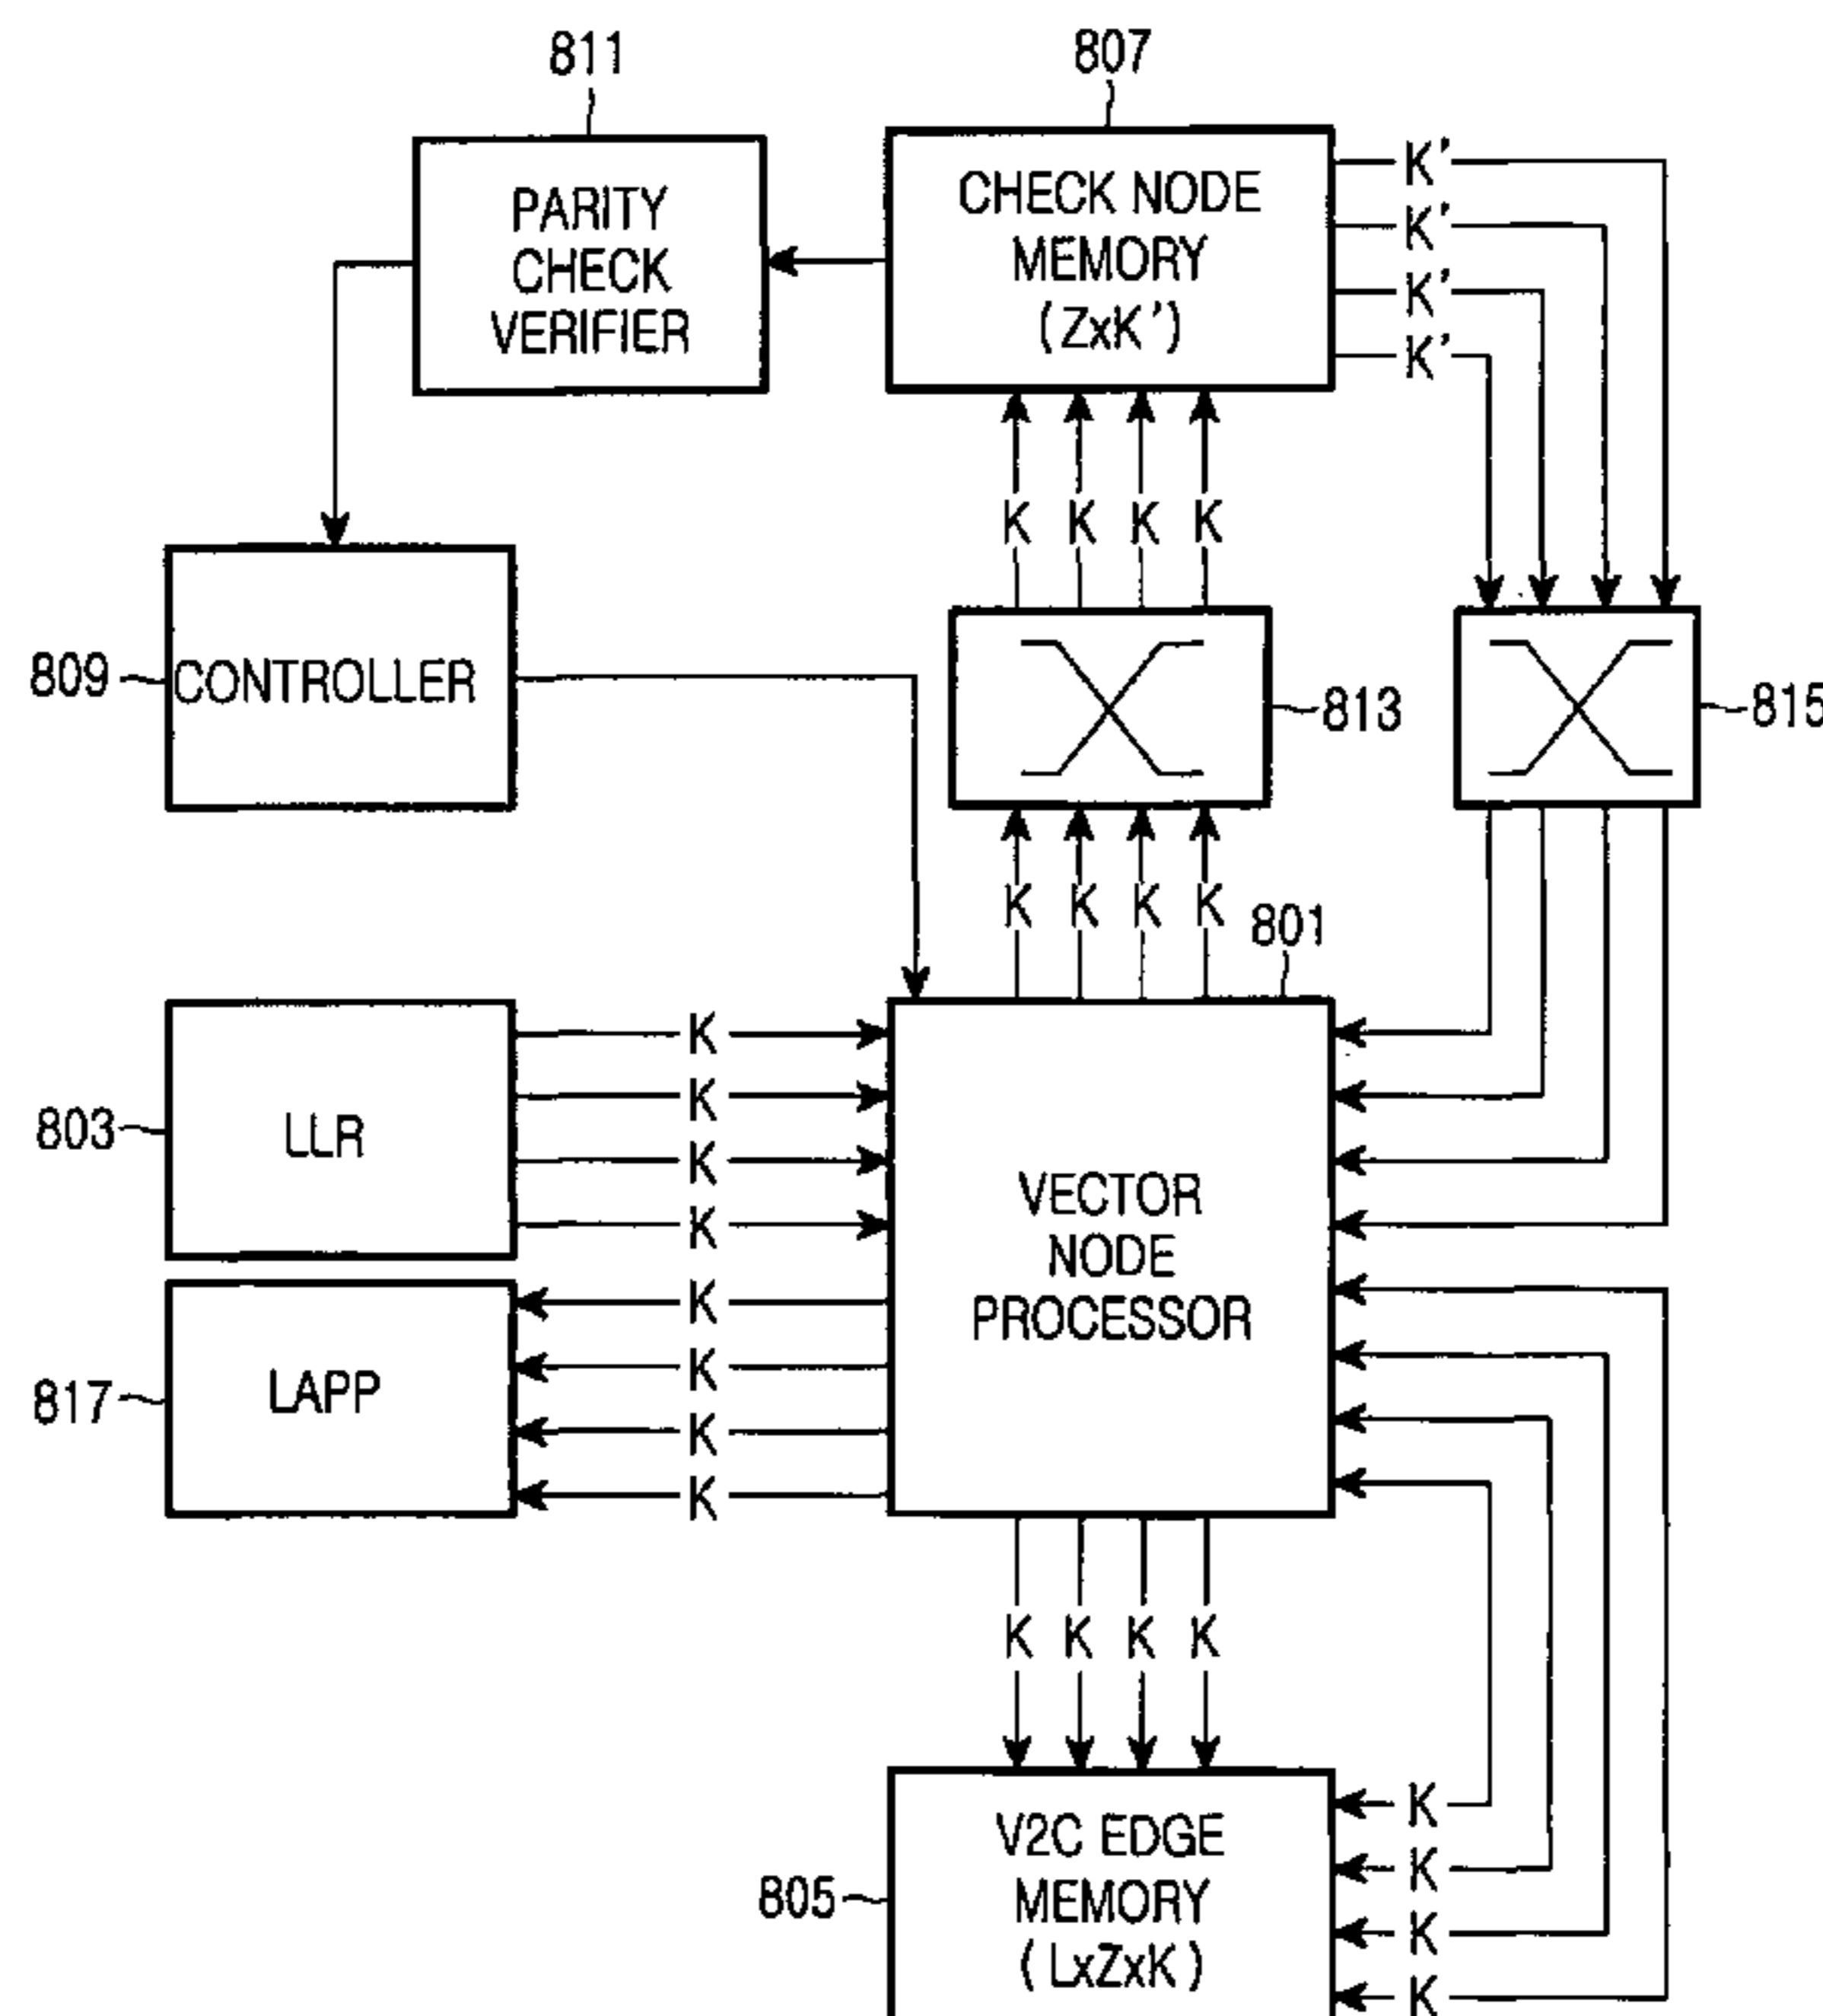 811
807
PARITY
CHECK
VERIFIER
CHECK NODE
MEMORY
(ZxK')
K'
K'
K'
K'
K K K K
809
CONTROLLER
813
815
K K K K
801
803
LLR
K
K
K
K
VECTOR
NODE
PROCESSOR
817
LAPP
K
K
K
K
K K K K
805
V2C EDGE
MEMORY
(LxZxK)
K
K
K
K